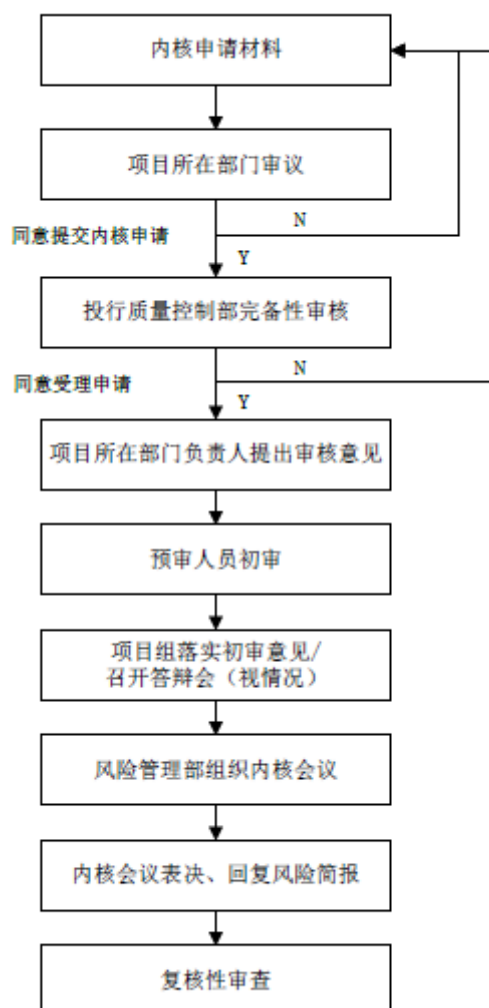 内核申请材料
项目所在部门审议
N
同意提交内核申请
Y
投行质量控制部完备性审核
N
同意受理申请
Y
项目所在部门负责人提出审核意见
预审人员初审
项目组落实初审意见/
召开答辩会（视情况）
风险管理部组织内核会议
内核会议表决、回复风险简报
复核性审查